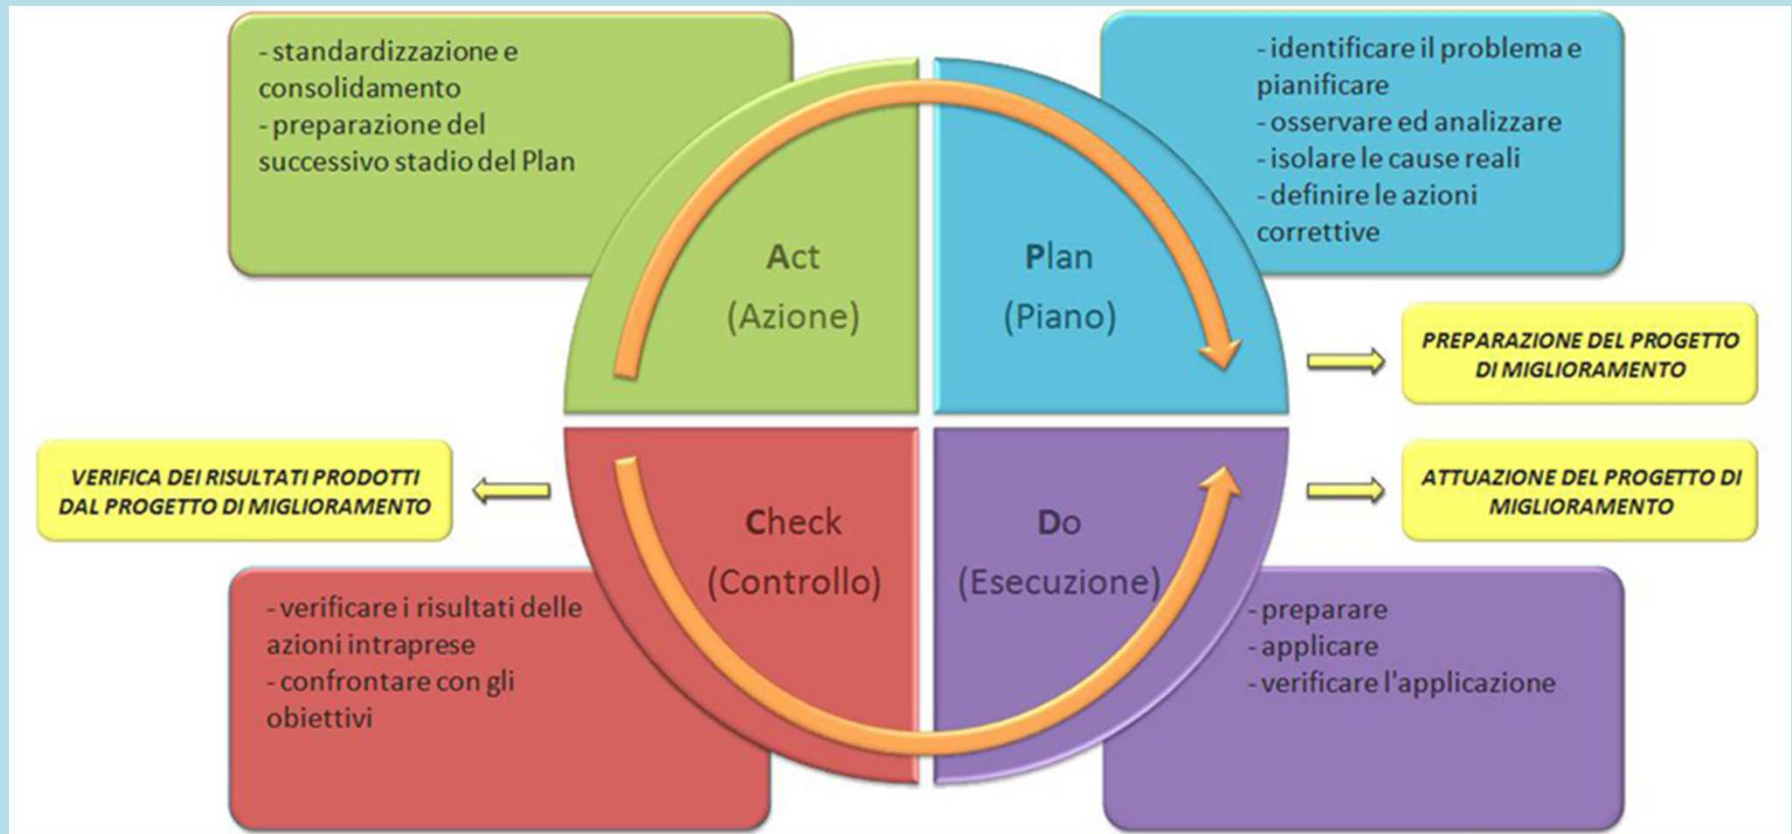 - standardizzazione e
consolidamento
- preparazione del
successivo stadio del Plan
- identificare il problema e
pianificare
- osservare ed analizzare
- isolare le cause reali
- definire le azioni
correttive
Act
(Azione)
Plan
(Piano)
PREPARAZIONE DEL PROGETTO
DI MIGLIORAMENTO
VERIFICA DEI RISULTATI PRODOTTI
DAL PROGETTO DI MIGLIORAMENTO
Check
(Controllo)
Do
(Esecuzione)
ATTUAZIONE DEL PROGETTO DI
MIGLIORAMENTO
- verificare i risultati delle
azioni intraprese
- confrontare con gli
obiettivi
- preparare
- applicare
- verificare l'applicazione